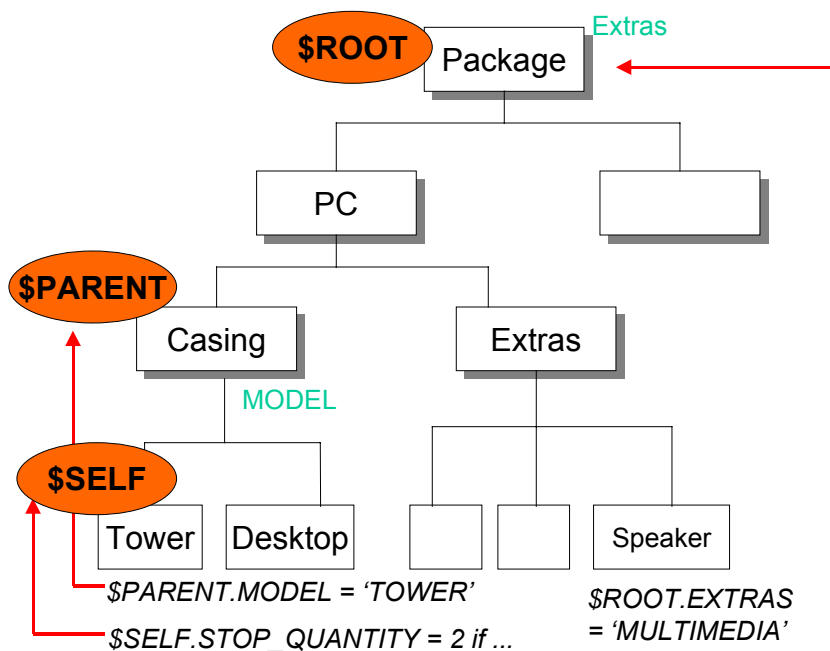 Extras
$ROOT
Package
PC
$PARENT
Casing
Extras
MODEL
$SELF
Tower
Desktop
Speaker
$PARENT.MODEL = ‘TOWER’
$ROOT.EXTRAS
= ‘MULTIMEDIA’
$SELF.STOP_QUANTITY = 2 if ...